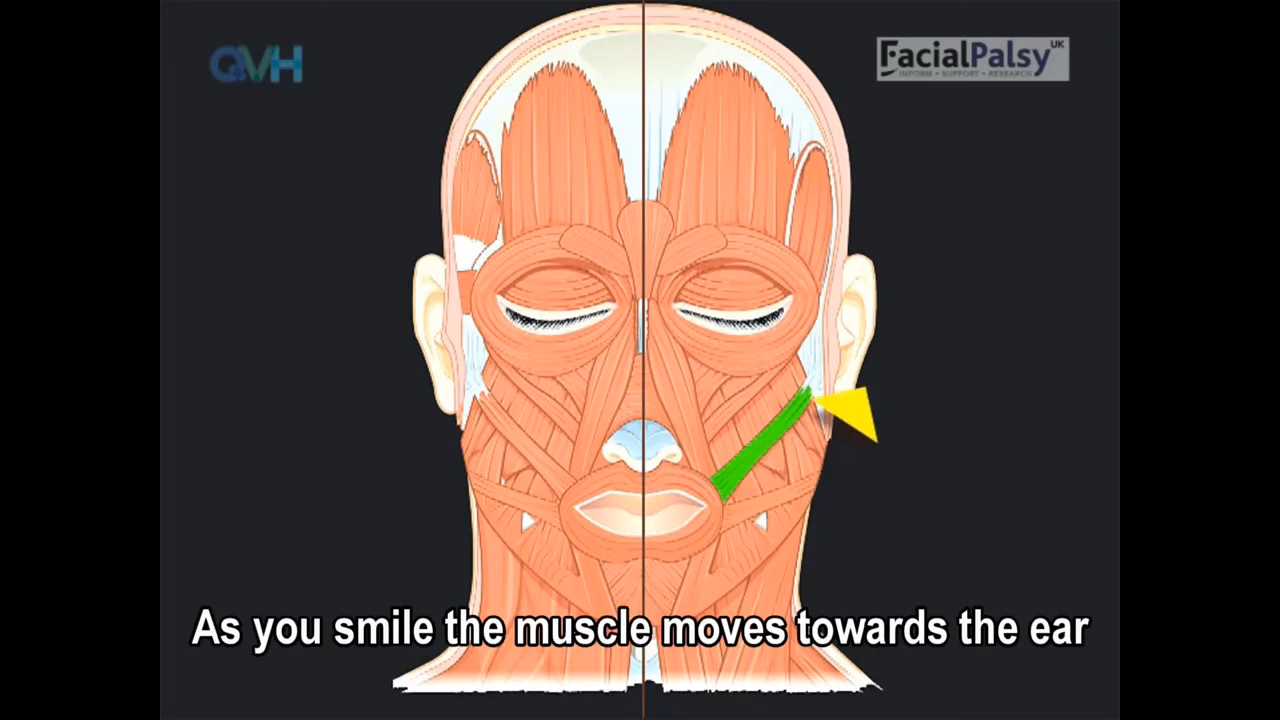 QVH
FacialPalsy UK
INFORM • SUPPORT • RESEARCH
As you smile the muscle moves towards the ear